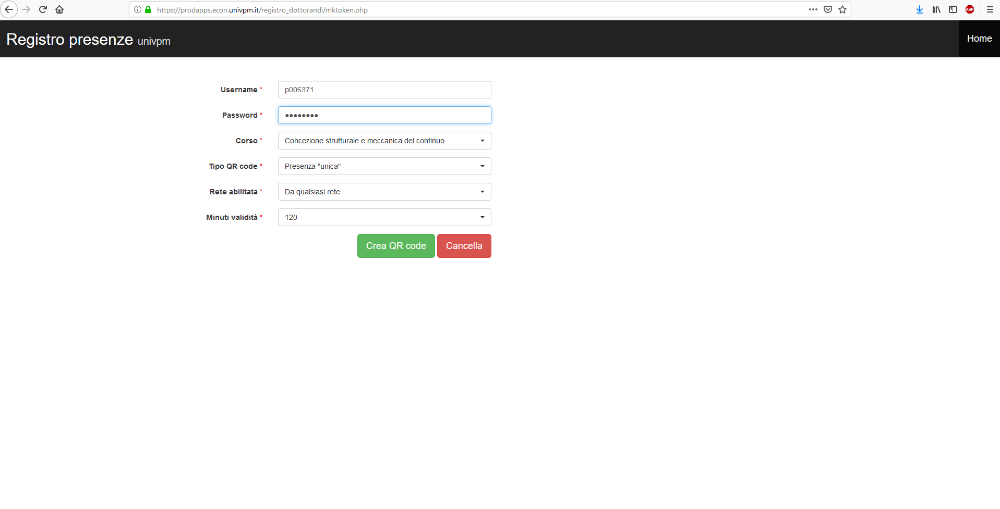 https://prodapps.econ.univpm.it/registro_dottorandi/mktoken.php
ABP
Registro presenze univpm
Home
Username * p006371
Password * ●●●●●●●●
Corso * Concezione strutturale e meccanica del continuo
Tipo QR code * Presenza "unica"
Rete abilitata * Da qualsiasi rete
Minuti validità * 120
Crea QR code Cancella